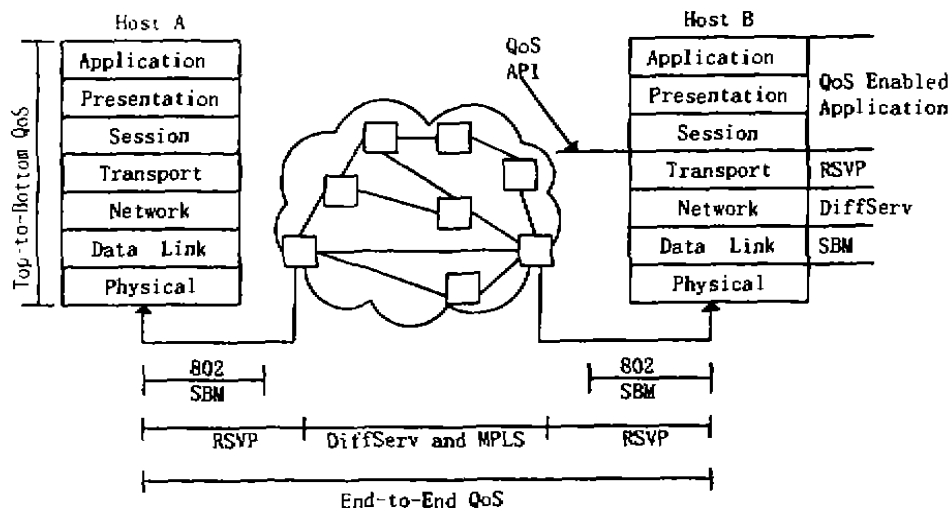 Host A
Host B
Top-to-Bottom QoS
Application
Presentation
Session
Transport
Network
Data Link
Physical
QoS
API
Application
Presentation
Session
Transport
Network
Data Link
Physical
QoS Enabled
Application
RSVP
DiffServ
SBM
802
SBM
802
SBM
RSVP
DiffServ and MPLS
RSVP
End-to-End QoS